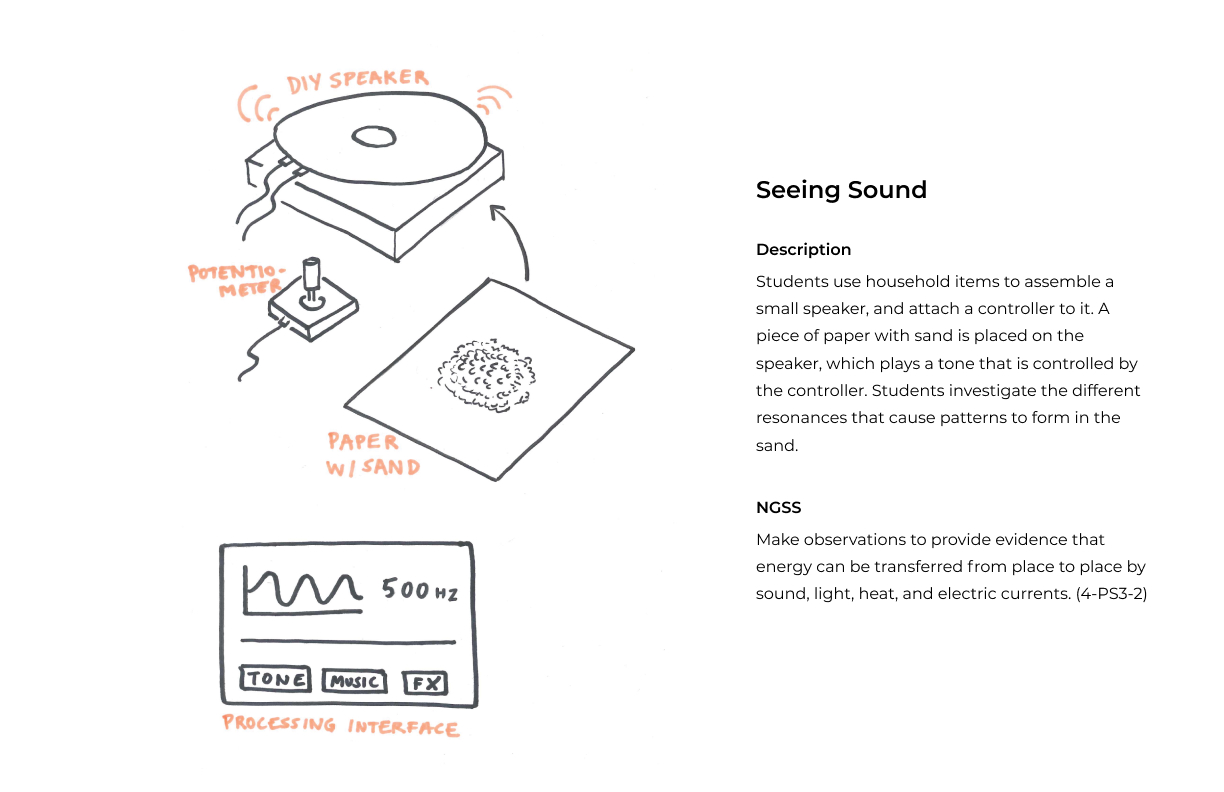 DIY SPEAKER
POTENTIO-
METER
PAPER
W/ SAND
500 HZ
TONE MUSIC FX
PROCESSING INTERFACE
Seeing Sound
Description
Students use household items to assemble a
small speaker, and attach a controller to it. A
piece of paper with sand is placed on the
speaker, which plays a tone that is controlled by
the controller. Students investigate the different
resonances that cause patterns to form in the
sand.
NGSS
Make observations to provide evidence that
energy can be transferred from place to place by
sound, light, heat, and electric currents. (4-PS3-2)